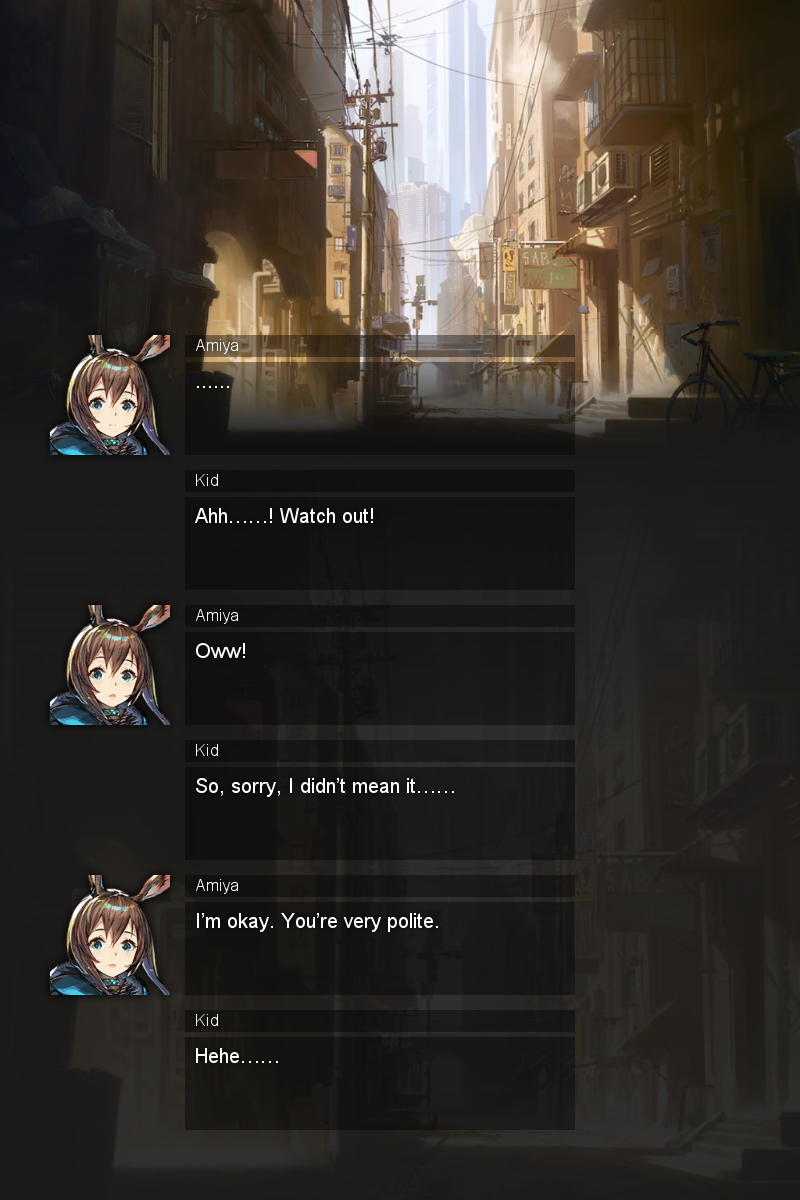 SAR
Amiya
......
Kid
Ahh......! Watch out!
Amiya
Oww!
Kid
So, sorry, I didn't mean it......
Amiya
I'm okay. You're very polite.
Kid
Hehe......